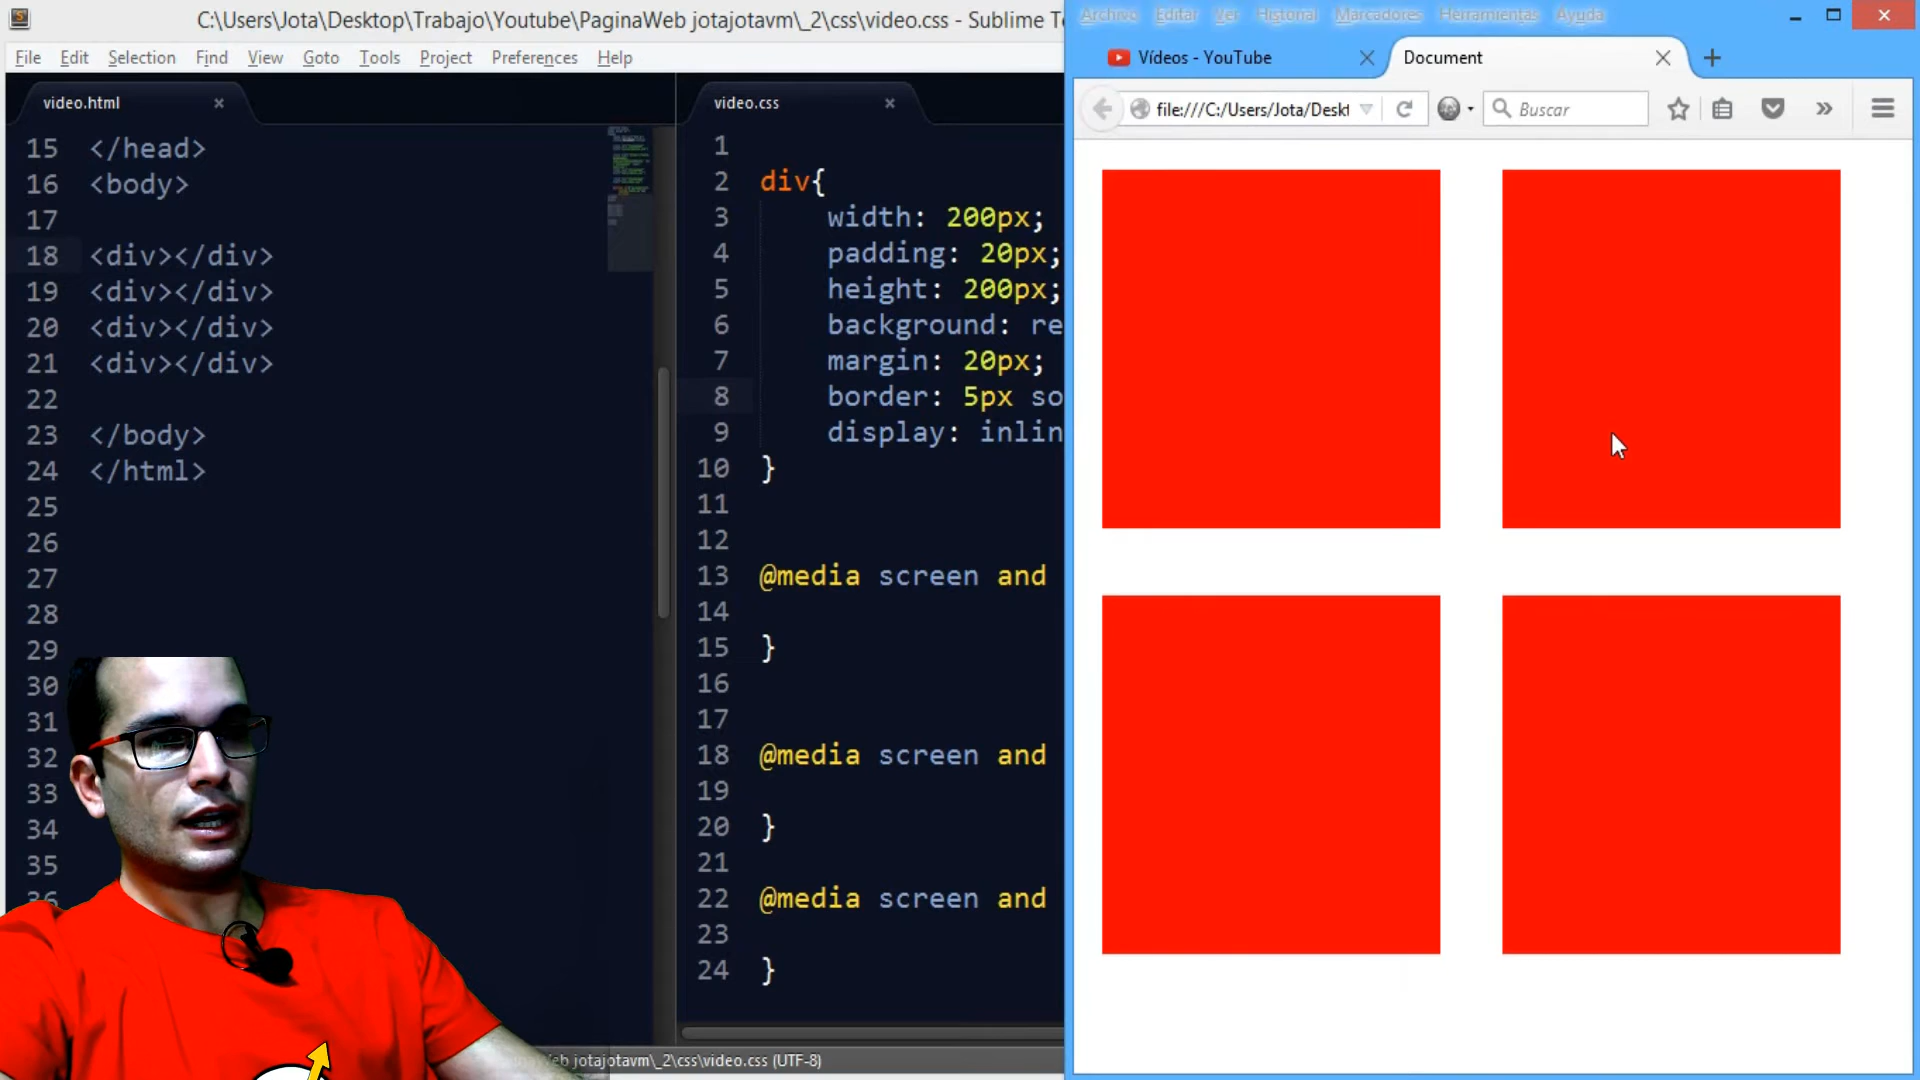 C:\Users\Jota\Desktop\Trabajo\Youtube\PaginaWeb jotajotavm\_2\css\video.css - Sublime Te
File Edit Selection Find View Goto Tools Project Preferences Help
video.html
15 </head>
16 <body>
17
18 <div></div>
19 <div></div>
20 <div></div>
21 <div></div>
22
23 </body>
24 </html>
25
26
27
28
29
30
31
32
33
34
35
36
video.css
1
2 div{
3 width: 200px;
4 padding: 20px;
5 height: 200px;
6 background: re
7 margin: 20px;
8 border: 5px so
9 display: inlin
10 }
11
12
13 @media screen and
14
15 }
16
17
18 @media screen and
19
20 }
21
22 @media screen and
23
24 }
Web jotajotavm\_2\css\video.css (UTF-8)
Archivo Editar Ver Historial Marcadores Herramientas Ayuda
Vídeos - YouTube
Document
file:///C:/Users/Jota/Deskt
Buscar